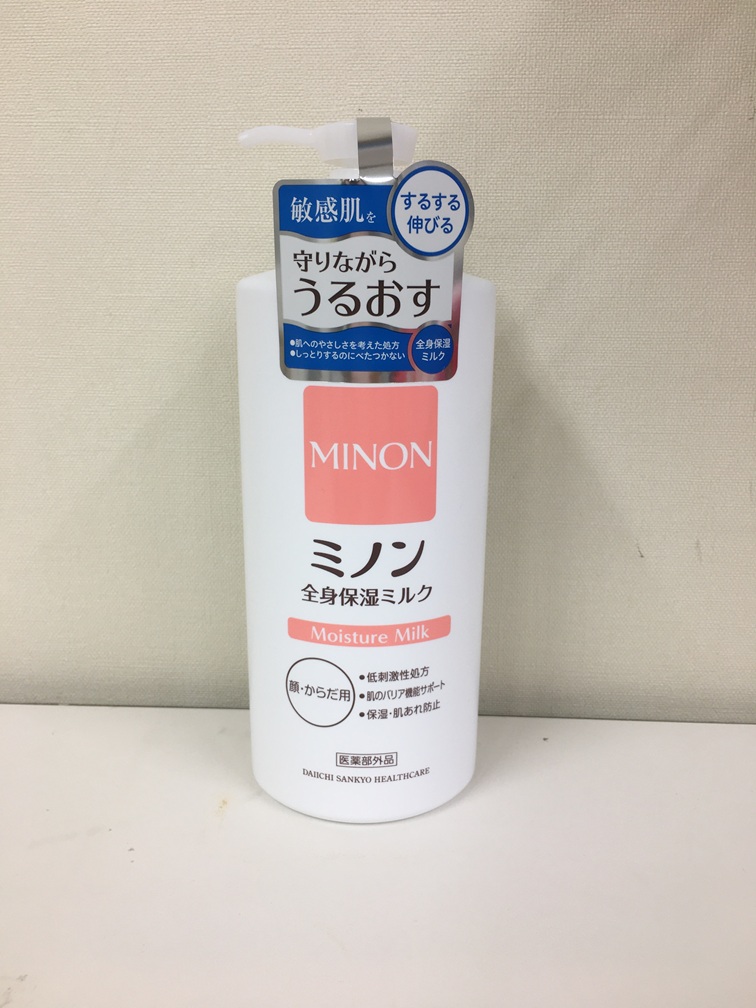 敏感肌を
するする
伸びる
守りながら
うるおす
●肌へのやさしさを考えた処方
●しっとりするのにべたつかない
全身保湿
ミルク
MINON
ミノン
全身保湿ミルク
Moisture Milk
顔・からだ用
●低刺激性処方
●肌のバリア機能サポート
●保湿・肌あれ防止
医薬部外品
DAIICHI SANKYO HEALTHCARE